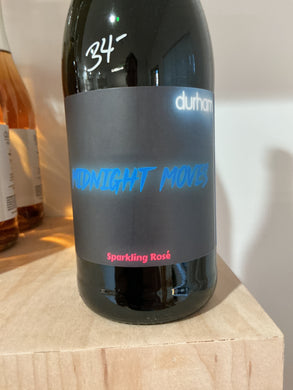 34-
durham
MIDNIGHT MOVES
Sparkling Rosé